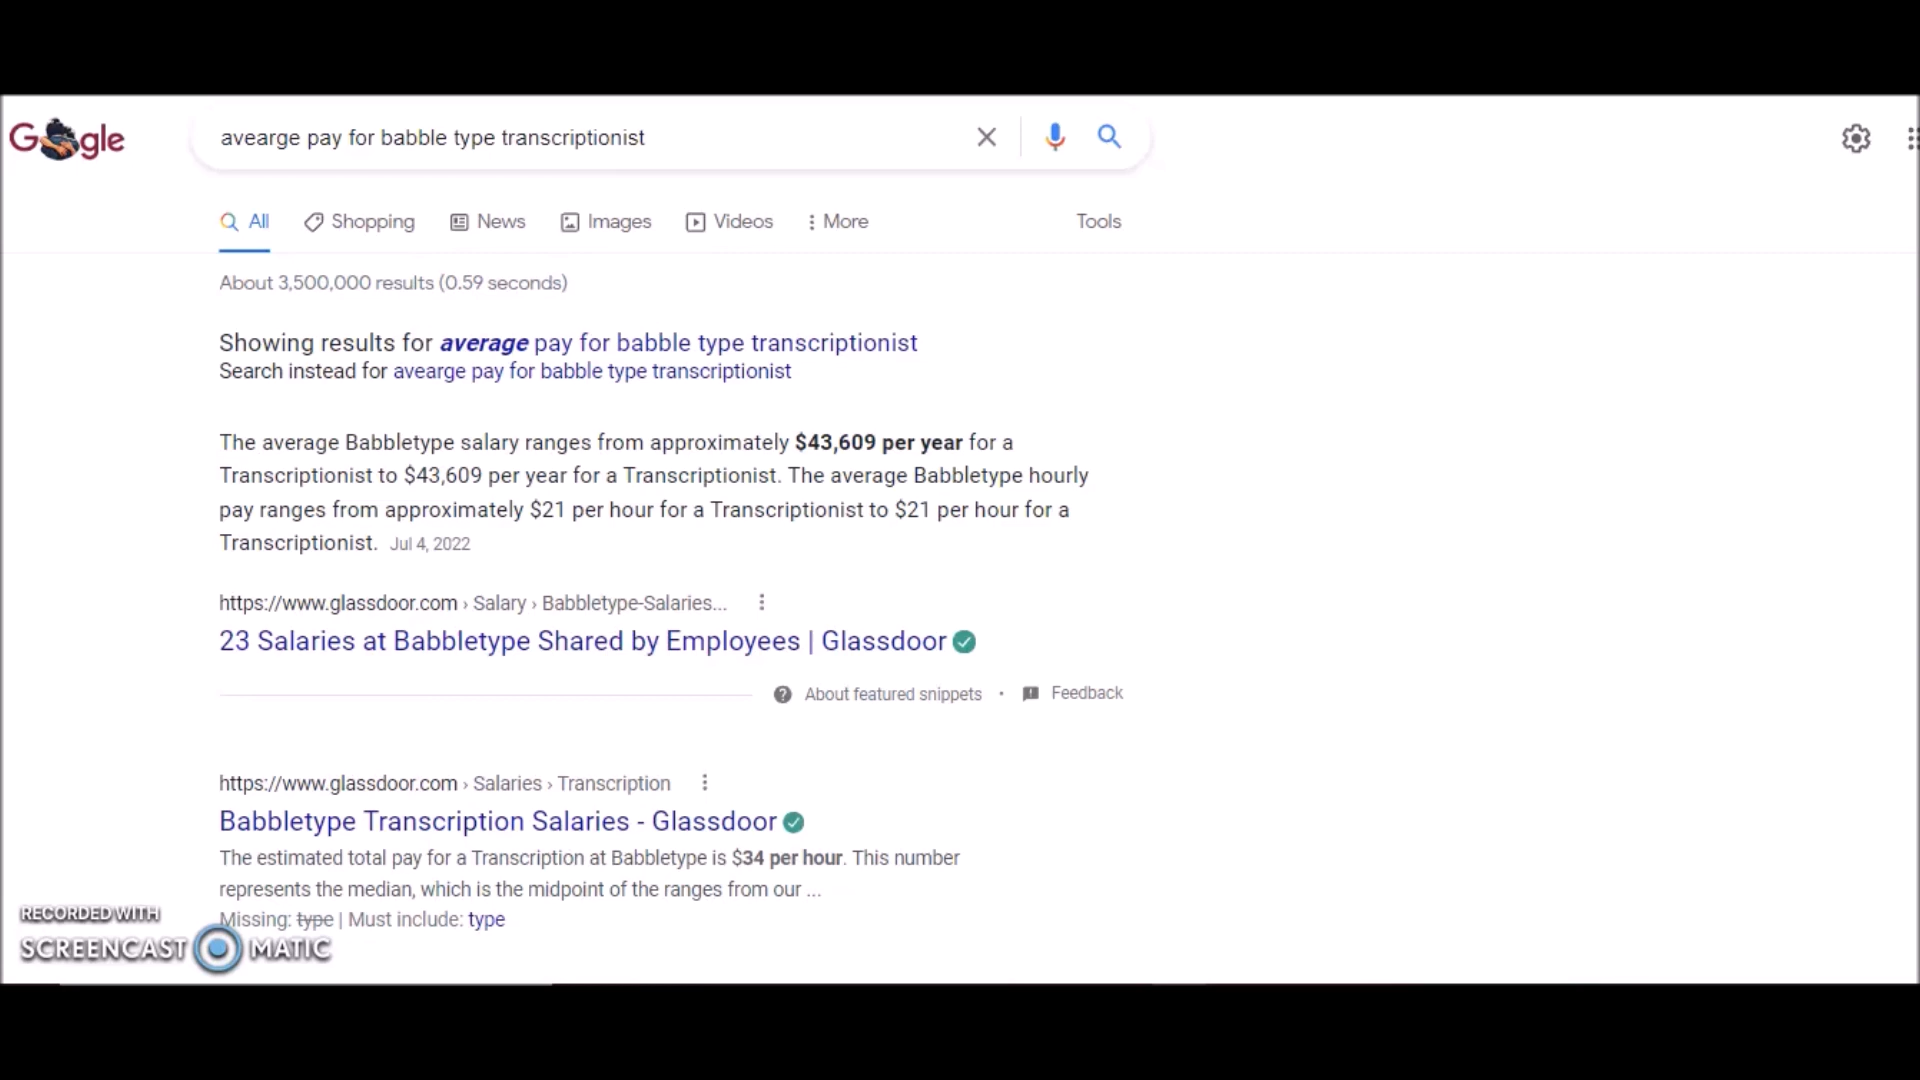 Google
avearge pay for babble type transcriptionist
All Shopping News Images Videos More Tools
About 3,500,000 results (0.59 seconds)
Showing results for average pay for babble type transcriptionist
Search instead for avearge pay for babble type transcriptionist
The average Babbletype salary ranges from approximately $43,609 per year for a
Transcriptionist to $43,609 per year for a Transcriptionist. The average Babbletype hourly
pay ranges from approximately $21 per hour for a Transcriptionist to $21 per hour for a
Transcriptionist. Jul 4, 2022
https://www.glassdoor.com › Salary › Babbletype-Salaries...
23 Salaries at Babbletype Shared by Employees | Glassdoor
About featured snippets • Feedback
https://www.glassdoor.com › Salaries › Transcription
Babbletype Transcription Salaries - Glassdoor
The estimated total pay for a Transcription at Babbletype is $34 per hour. This number
represents the median, which is the midpoint of the ranges from our ...
Missing: type | Must include: type
RECORDED WITH
SCREENCAST MATIC